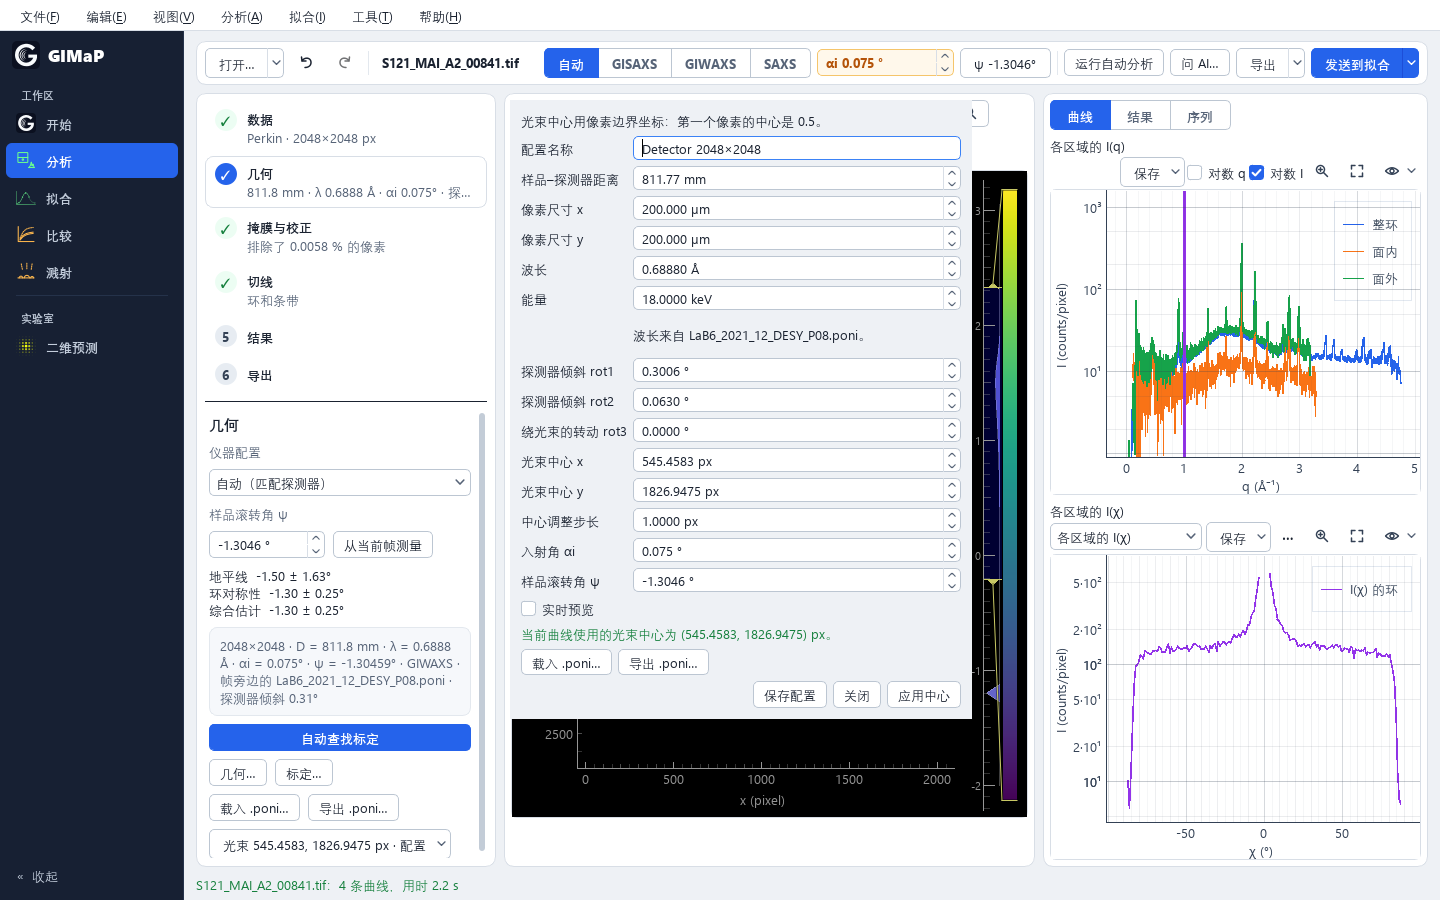 文件(F) 编辑(E) 视图(V) 分析(A) 拟合(I) 工具(T) 帮助(H)
GIMaP
打开... S121_MAI_A2_00841.tif 自动 GISAXS GIWAXS SAXS αi 0.075 ° ψ -1.3046° 运行自动分析 问 AI... 导出 发送到拟合
工作区
开始
分析
拟合
比较
溅射
实验室
二维预测
« 收起
✓ 数据
Perkin · 2048×2048 px
✓ 几何
811.8 mm · λ 0.6888 Å · αi 0.075° · 探...
✓ 掩膜与校正
排除了 0.0058 % 的像素
✓ 切线
环和条带
5 结果
6 导出
几何
仪器配置
自动（匹配探测器）
样品滚转角 ψ
-1.3046 ° 从当前帧测量
地平线 -1.50 ± 1.63°
环对称性 -1.30 ± 0.25°
综合估计 -1.30 ± 0.25°
2048×2048 · D = 811.8 mm · λ = 0.6888
Å · αi = 0.075° · ψ = -1.30459° · GIWAXS ·
帧旁边的 LaB6_2021_12_DESY_P08.poni ·
探测器倾斜 0.31°
自动查找标定
几何... 标定...
载入 .poni... 导出 .poni...
光束 545.4583, 1826.9475 px · 配置
光束中心用像素边界坐标：第一个像素的中心是 0.5。
配置名称 Detector 2048×2048
样品–探测器距离 811.77 mm
像素尺寸 x 200.000 µm
像素尺寸 y 200.000 µm
波长 0.68880 Å
能量 18.0000 keV
波长来自 LaB6_2021_12_DESY_P08.poni。
探测器倾斜 rot1 0.3006 °
探测器倾斜 rot2 0.0630 °
绕光束的转动 rot3 0.0000 °
光束中心 x 545.4583 px
光束中心 y 1826.9475 px
中心调整步长 1.0000 px
入射角 αi 0.075 °
样品滚转角 ψ -1.3046 °
实时预览
当前曲线使用的光束中心为 (545.4583, 1826.9475) px。
载入 .poni... 导出 .poni...
保存配置 关闭 应用中心
2500
0 500 1000 1500 2000
x (pixel)
3
2
1
0
-1
-2
曲线 结果 序列
各区域的 I(q)
保存 对数 q 对数 I
10³
10²
10¹
I (counts/pixel)
整环
面内
面外
0 1 2 3 4 5
q (Å⁻¹)
各区域的 I(χ)
各区域的 I(χ) 保存 ...
5·10²
2·10²
10²
5·10¹
2·10¹
10¹
I (counts/pixel)
I(χ) 的环
-50 0 50
χ (°)
S121_MAI_A2_00841.tif：4 条曲线，用时 2.2 s